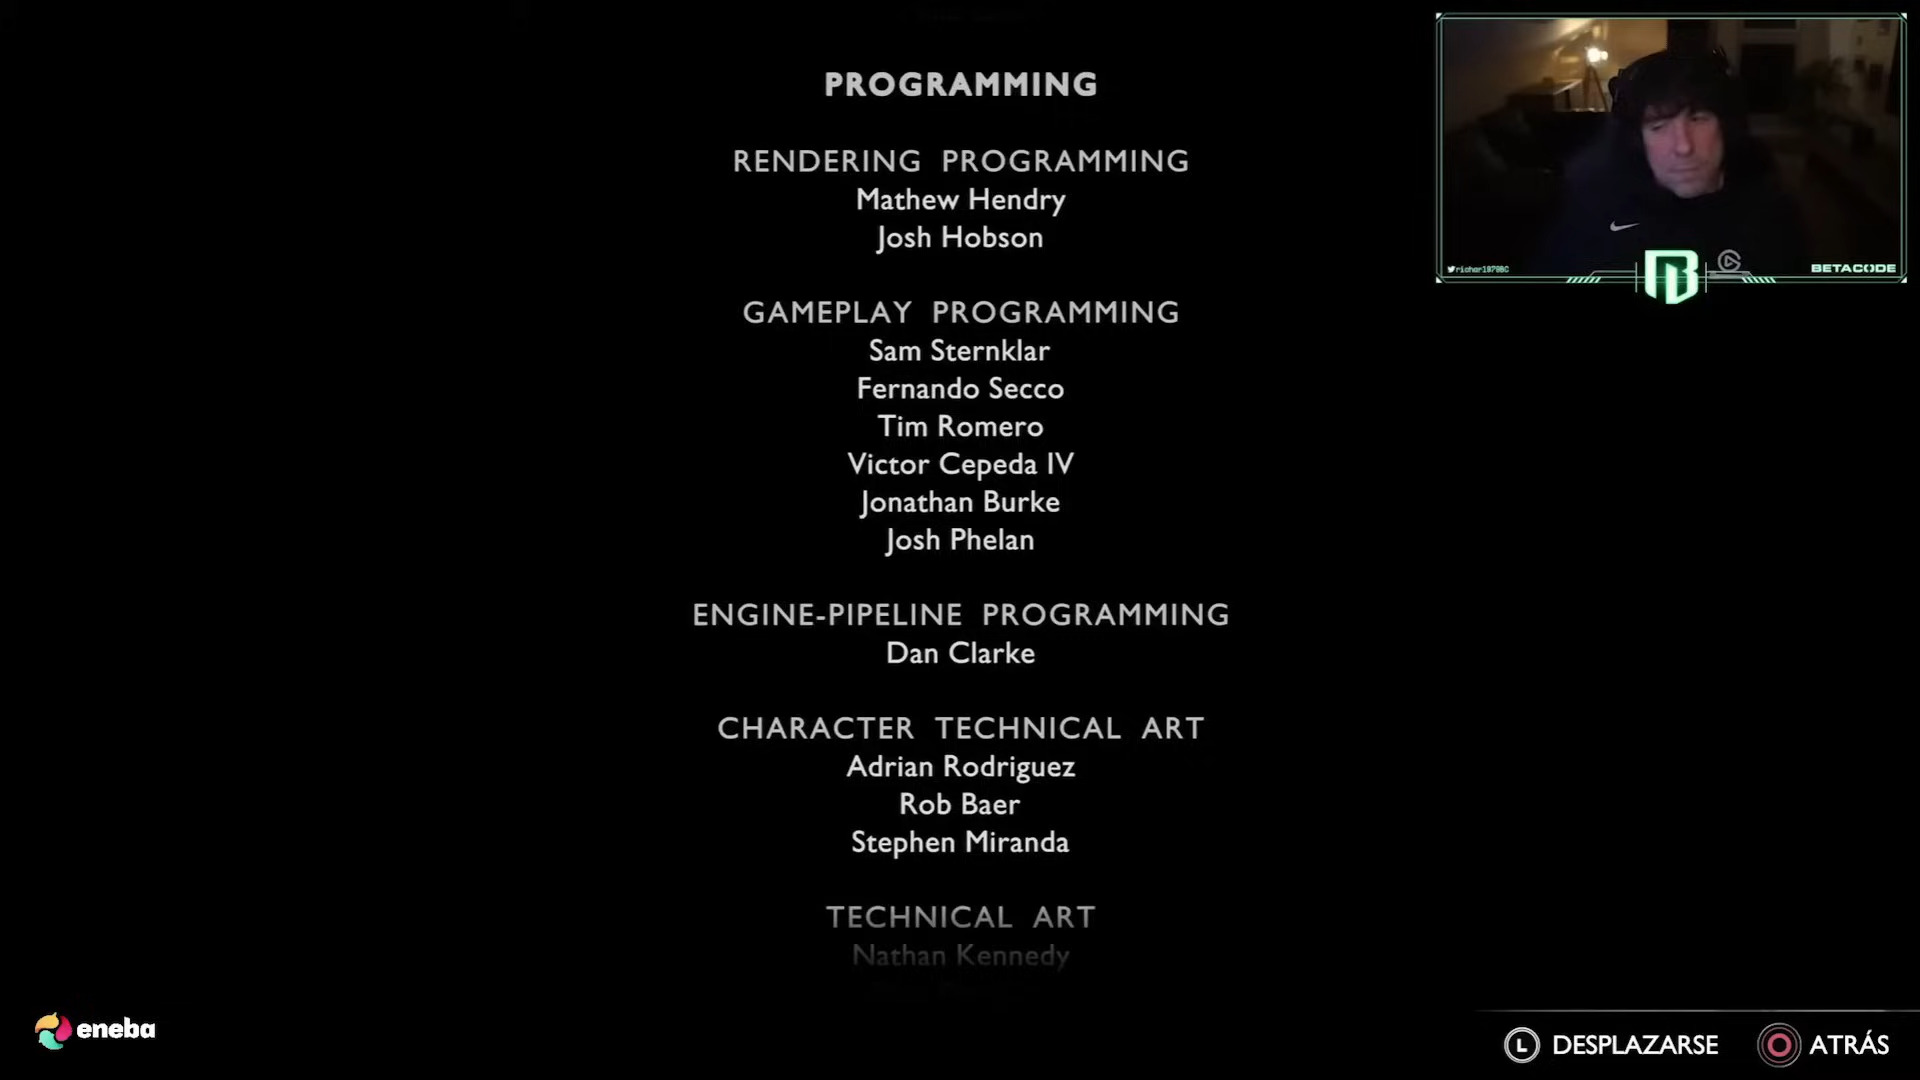 PROGRAMMING
RENDERING PROGRAMMING
Mathew Hendry
Josh Hobson
GAMEPLAY PROGRAMMING
Sam Sternklar
Fernando Secco
Tim Romero
Victor Cepeda IV
Jonathan Burke
Josh Phelan
ENGINE-PIPELINE PROGRAMMING
Dan Clarke
CHARACTER TECHNICAL ART
Adrian Rodriguez
Rob Baer
Stephen Miranda
TECHNICAL ART
Nathan Kennedy
BETACODE
eneba
L DESPLAZARSE
ATRÁS